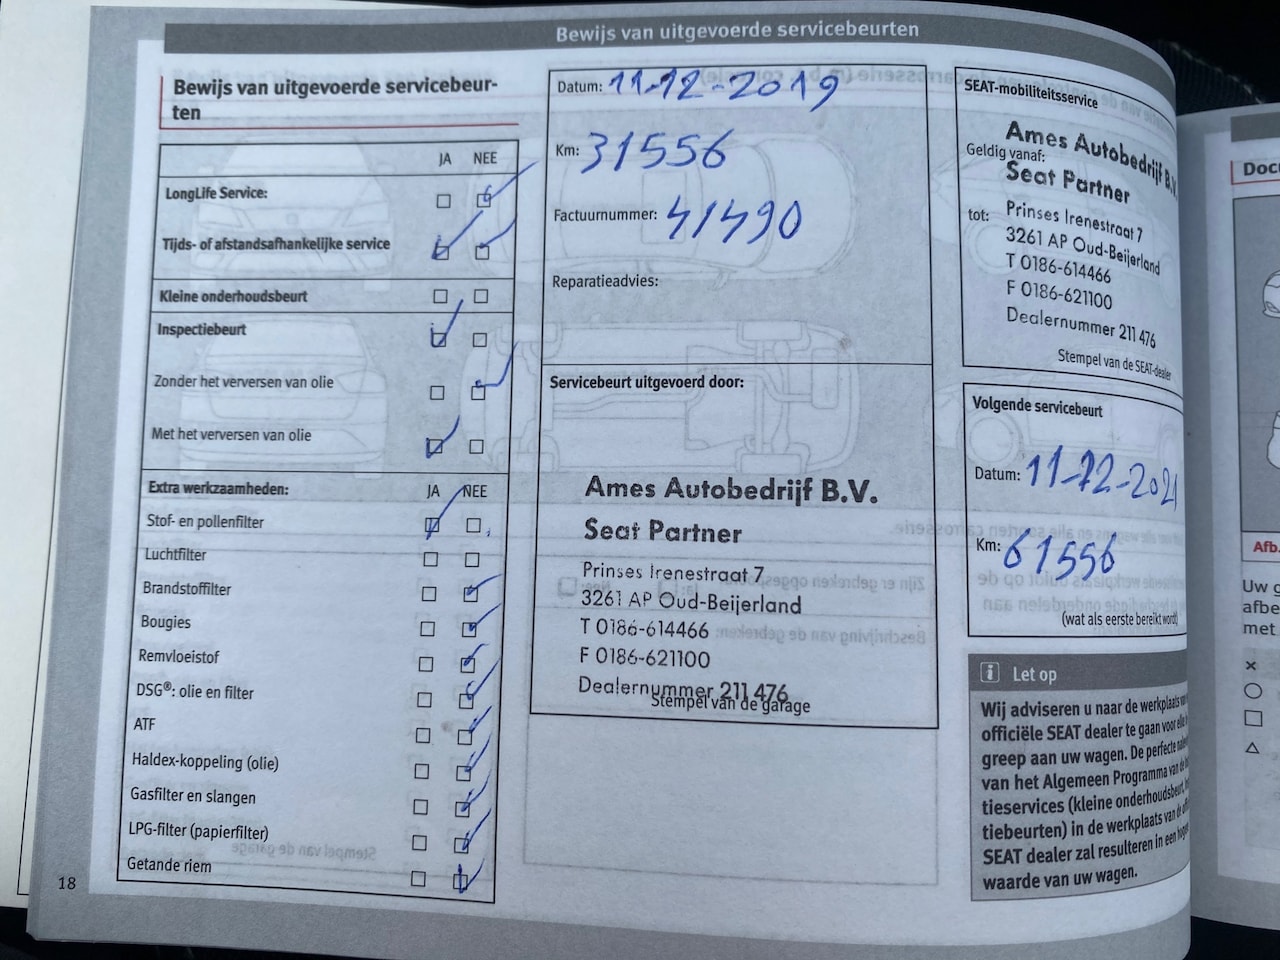 Bewijs van uitgevoerde servicebeurten
Bewijs van uitgevoerde servicebeur-
ten
JA NEE
LongLife Service:
Tijds- of afstandsafhankelijke service
Kleine onderhoudsbeurt
Inspectiebeurt
Zonder het verversen van olie
Met het verversen van olie
Extra werkzaamheden: JA NEE
Stof- en pollenfilter
Luchtfilter
Brandstoffilter
Bougies
Remvloeistof
DSG®: olie en filter
ATF
Haldex-koppeling (olie)
Gasfilter en slangen
LPG-filter (papierfilter)
Getande riem
18
Datum: 11-12-2019
Km: 31556
Factuurnummer: 41490
Reparatieadvies:
Servicebeurt uitgevoerd door:
Ames Autobedrijf B.V.
Seat Partner
Prinses Irenestraat 7
3261 AP Oud-Beijerland
T 0186-614466
F 0186-621100
Dealernummer 211 476
Stempel van de garage
SEAT-mobiliteitsservice
Ames Autobedrijf B.V.
Geldig vanaf:
Seat Partner
tot:
Prinses Irenestraat 7
3261 AP Oud-Beijerland
T 0186-614466
F 0186-621100
Dealernummer 211 476
Stempel van de SEAT-dealer
Volgende servicebeurt
Datum: 11-12-2021
Km: 61556
(wat als eerste bereikt wordt)
i Let op
Wij adviseren u naar de werkplaats
officiële SEAT dealer te gaan voor
greep aan uw wagen. De perfecte
van het Algemeen Programma van de
tieservices (kleine onderhoudsbeurt,
tiebeurten) in de werkplaats van de
SEAT dealer zal resulteren in een
waarde van uw wagen.
Afb.
Uw
afbe
met